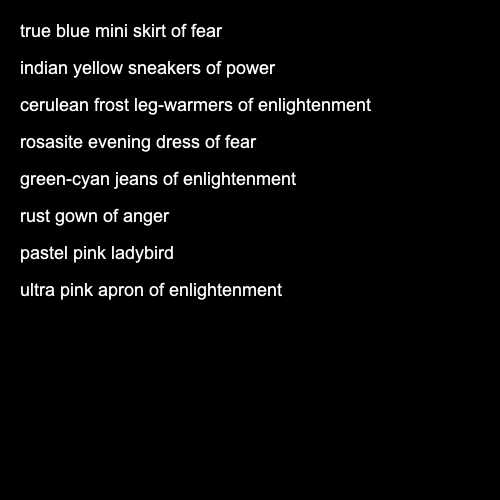 true blue mini skirt of fear
indian yellow sneakers of power
cerulean frost leg-warmers of enlightenment
rosasite evening dress of fear
green-cyan jeans of enlightenment
rust gown of anger
pastel pink ladybird
ultra pink apron of enlightenment